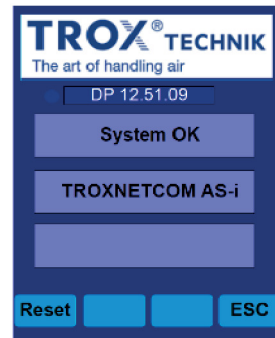 TROX® TECHNIK
The art of handling air
DP 12.51.09
System OK
TROXNETCOM AS-i
Reset ESC